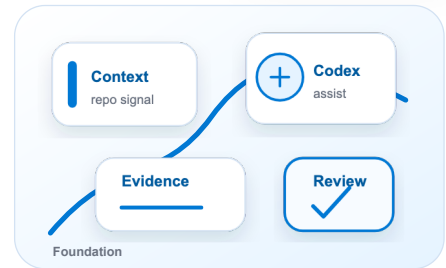 Context
repo signal
Codex
assist
Evidence
Review
Foundation